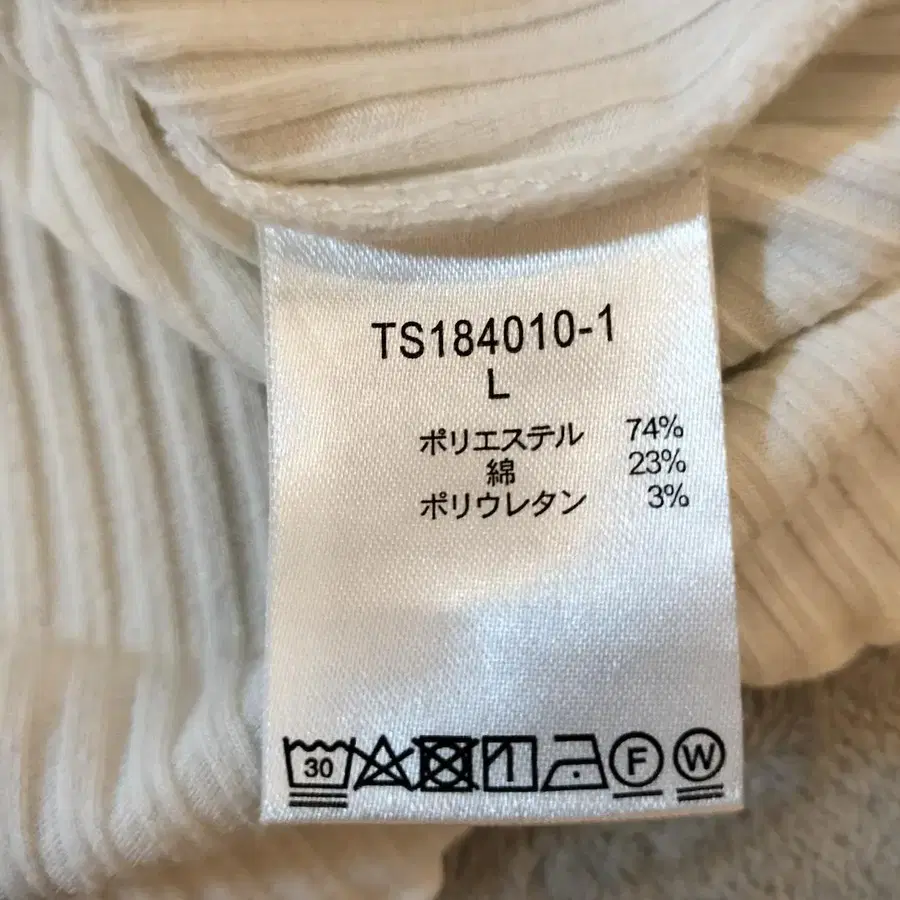 TS184010-1
L
ポリエステル 74%
綿 23%
ポリウレタン 3%
30 F W